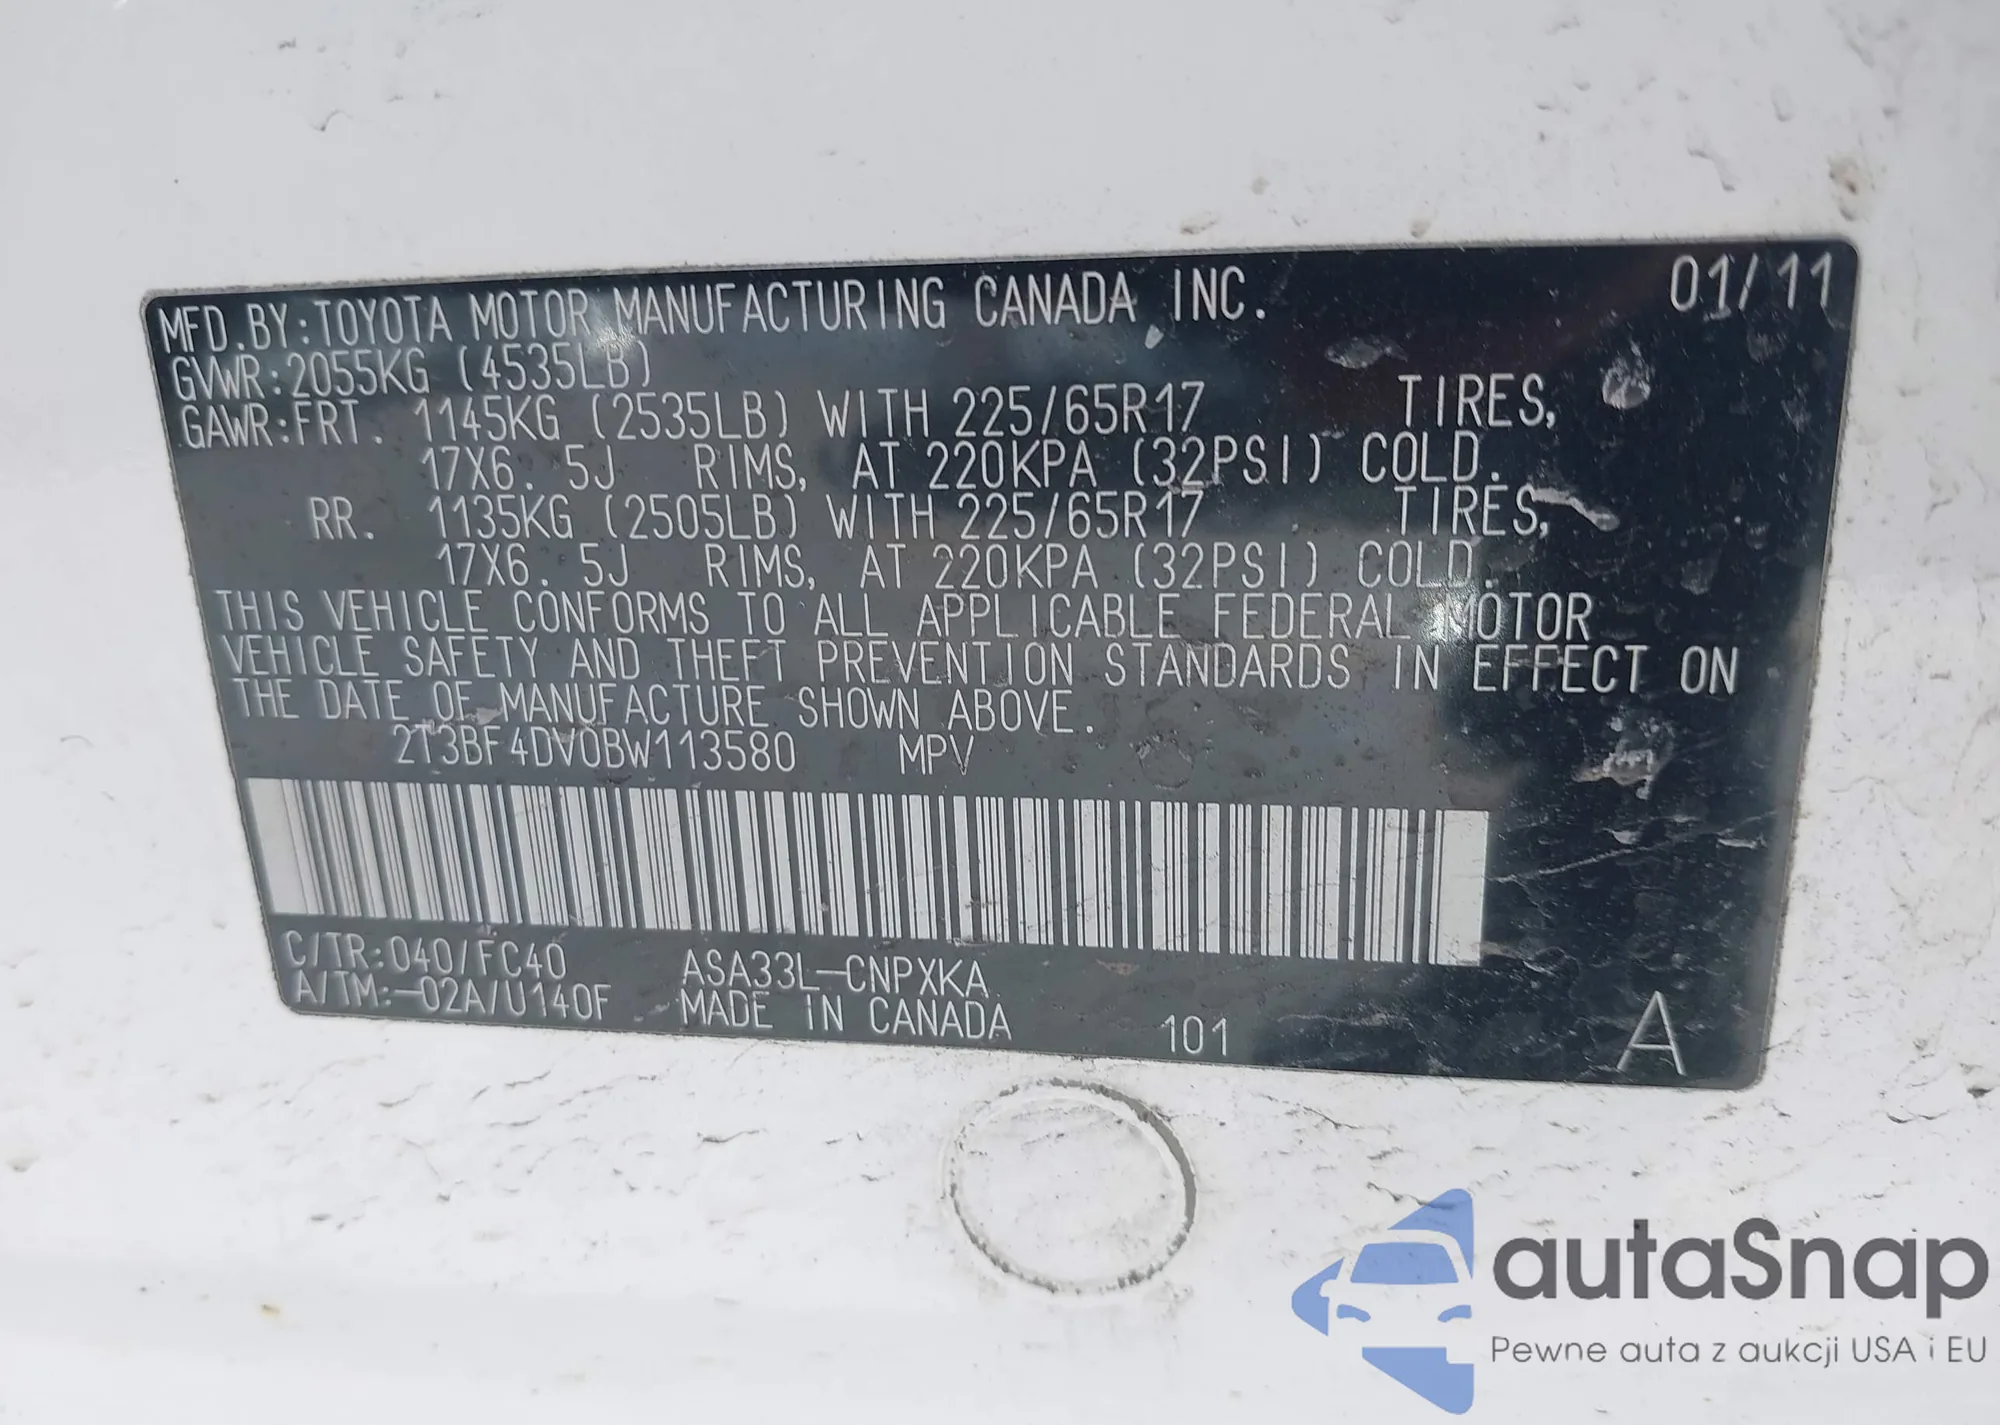 MFD.BY:TOYOTA MOTOR MANUFACTURING CANADA INC. 01/11
GVWR:2055KG (4535LB)
GAWR:FRT. 1145KG (2535LB) WITH 225/65R17 TIRES,
17X6.5J RIMS, AT 220KPA (32PSI) COLD.
RR. 1135KG (2505LB) WITH 225/65R17 TIRES,
17X6.5J RIMS, AT 220KPA (32PSI) COLD.
THIS VEHICLE CONFORMS TO ALL APPLICABLE FEDERAL MOTOR
VEHICLE SAFETY AND THEFT PREVENTION STANDARDS IN EFFECT ON
THE DATE OF MANUFACTURE SHOWN ABOVE.
2T3BF4DV0BW113580 MPV
C/TR:040/FC40 ASA33L-CNPXKA
A/TM:-02A/U140F MADE IN CANADA 101 A
autaSnap
Pewne auta z aukcji USA i EU